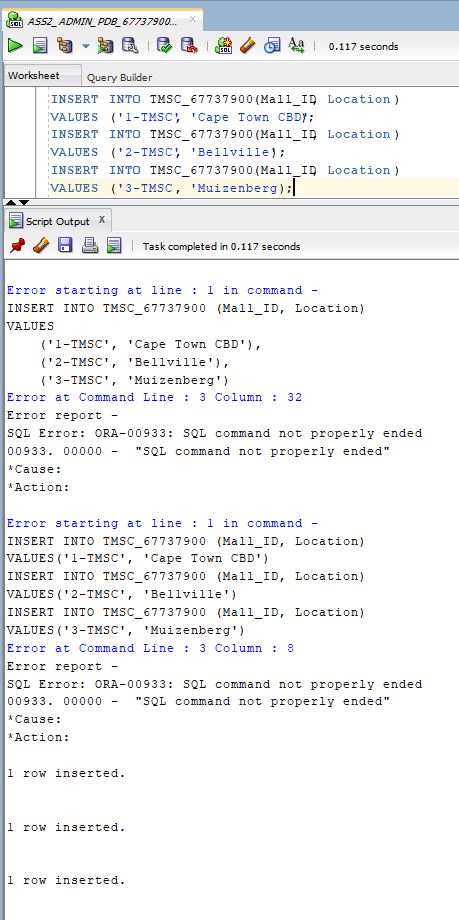 ASS2_ADMIN_PDB_67737900...
SQL
Aa
0.117 seconds
Worksheet
Query Builder
INSERT INTO TMSC_67737900(Mall_ID, Location)
VALUES ('1-TMSC', 'Cape Town CBD');
INSERT INTO TMSC_67737900(Mall_ID, Location)
VALUES ('2-TMSC', 'Bellville');
INSERT INTO TMSC_67737900(Mall_ID, Location)
VALUES ('3-TMSC, 'Muizenberg);
Script Output x
Task completed in 0.117 seconds
Error starting at line : 1 in command -
INSERT INTO TMSC_67737900 (Mall_ID, Location)
VALUES
('1-TMSC', 'Cape Town CBD'),
('2-TMSC', 'Bellville'),
('3-TMSC', 'Muizenberg')
Error at Command Line : 3 Column : 32
Error report -
SQL Error: ORA-00933: SQL command not properly ended
00933. 00000 - "SQL command not properly ended"
*Cause:
*Action:
Error starting at line : 1 in command -
INSERT INTO TMSC_67737900 (Mall_ID, Location)
VALUES('1-TMSC', 'Cape Town CBD')
INSERT INTO TMSC_67737900 (Mall_ID, Location)
VALUES('2-TMSC', 'Bellville')
INSERT INTO TMSC_67737900 (Mall_ID, Location)
VALUES('3-TMSC', 'Muizenberg')
Error at Command Line : 3 Column : 8
Error report -
SQL Error: ORA-00933: SQL command not properly ended
00933. 00000 - "SQL command not properly ended"
*Cause:
*Action:
1 row inserted.
1 row inserted.
1 row inserted.